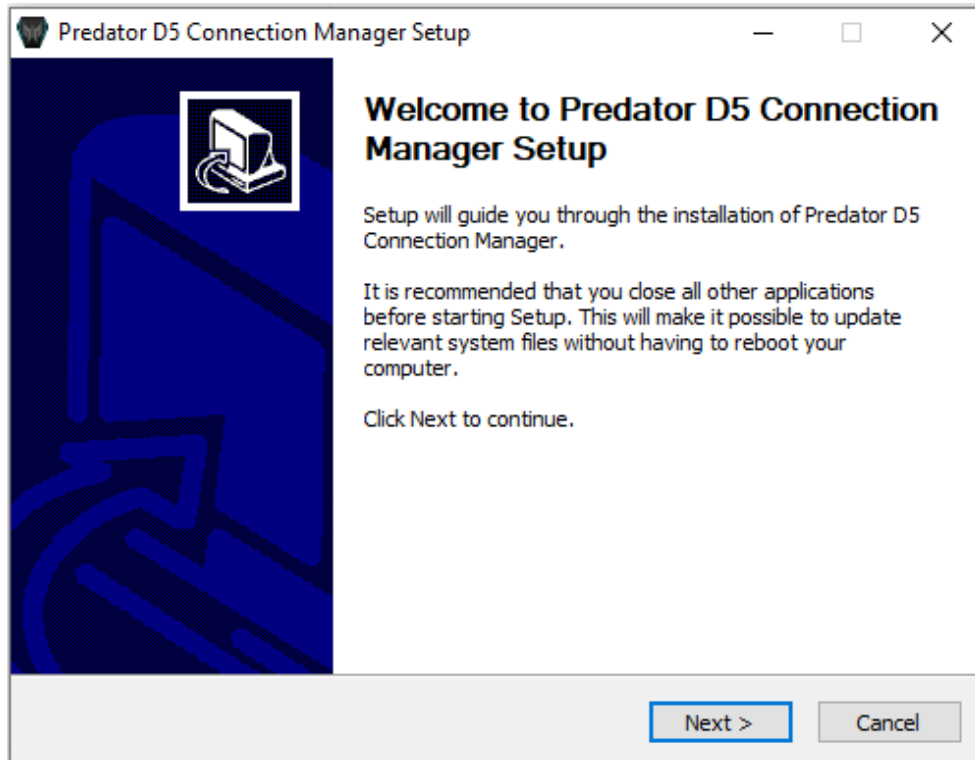 Predator D5 Connection Manager Setup
Welcome to Predator D5 Connection
Manager Setup
Setup will guide you through the installation of Predator D5
Connection Manager.
It is recommended that you close all other applications
before starting Setup. This will make it possible to update
relevant system files without having to reboot your
computer.
Click Next to continue.
Next >
Cancel